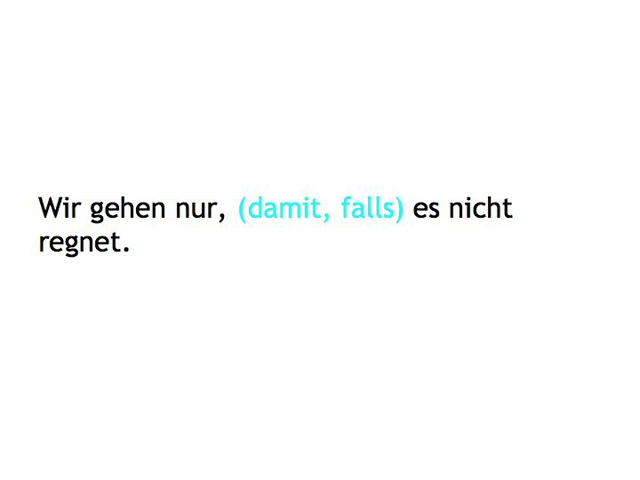 Wir gehen nur, (damit, falls) es nicht
regnet.